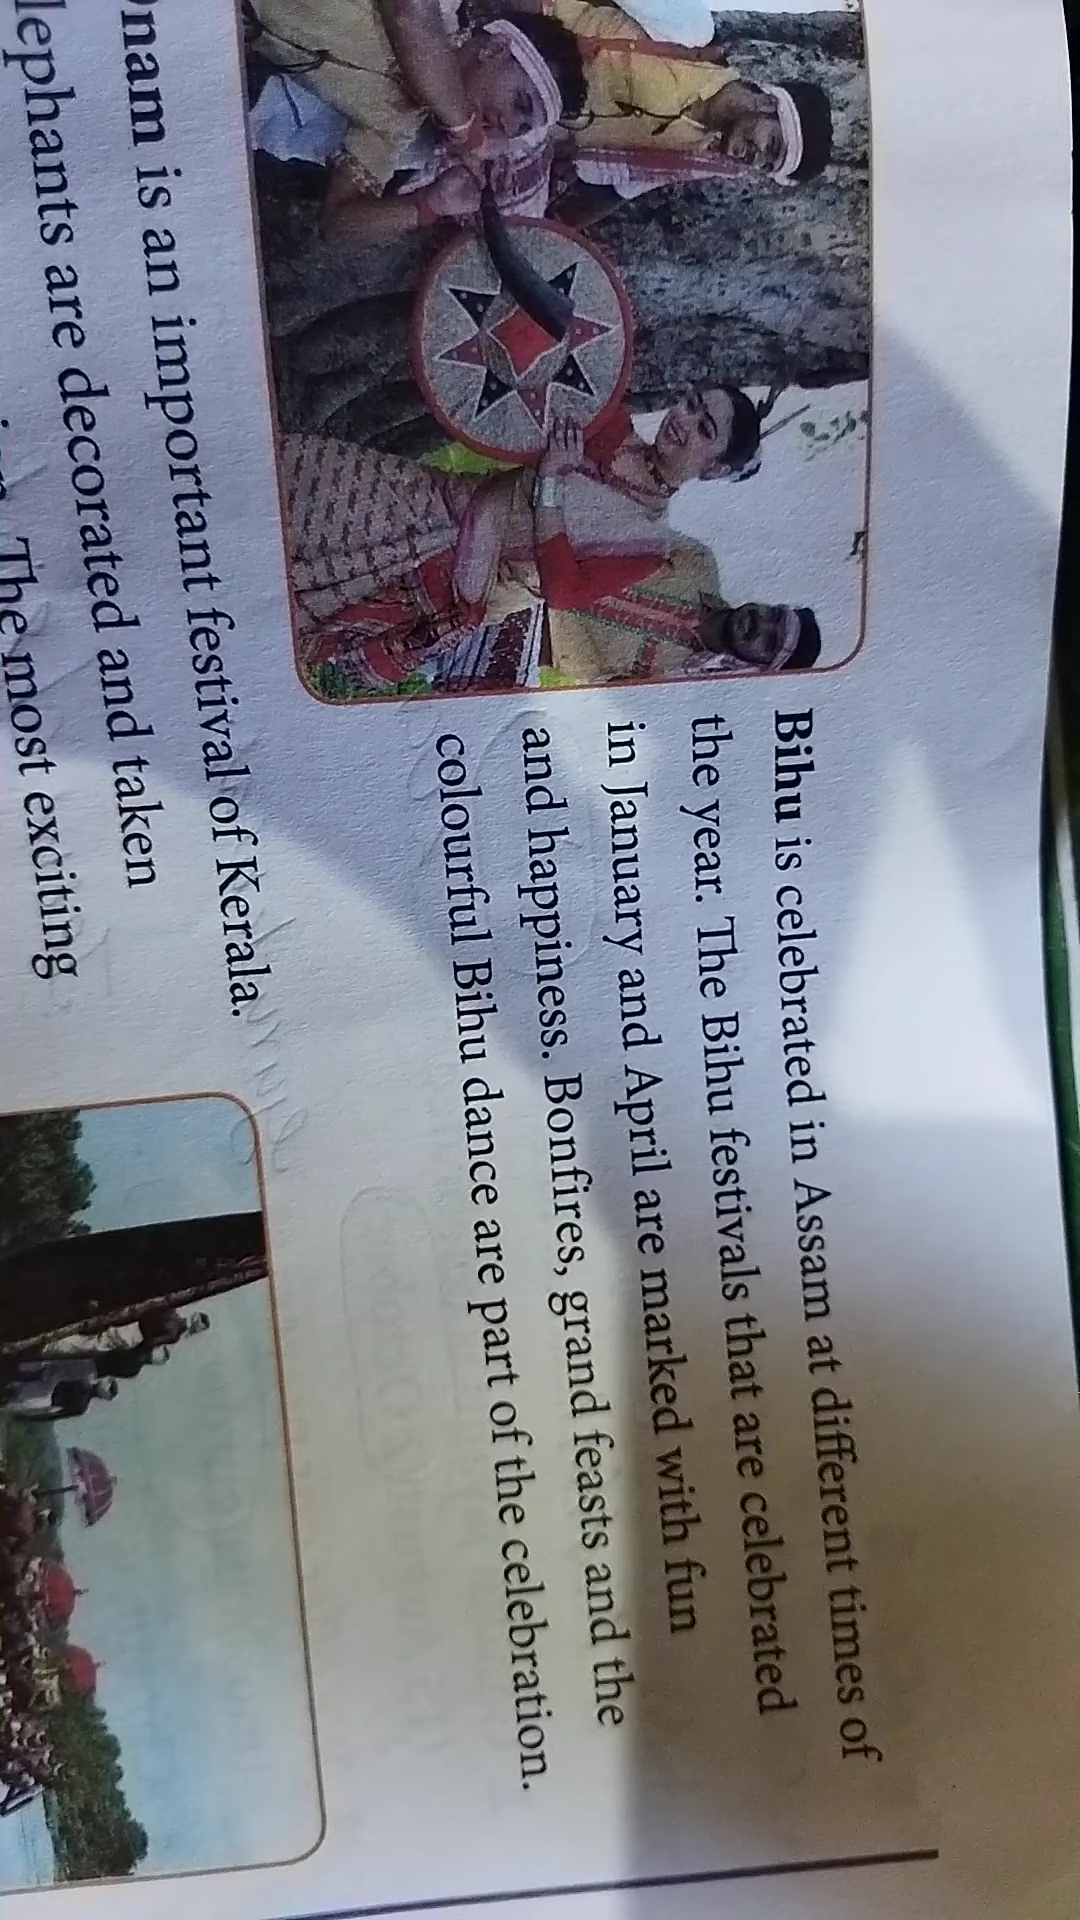 Bihu is celebrated in Assam at different times of
the year. The Bihu festivals that are celebrated
in January and April are marked with fun
and happiness. Bonfires, grand feasts and the
colourful Bihu dance are part of the celebration.
nam is an important festival of Kerala.
lephants are decorated and taken
The most exciting